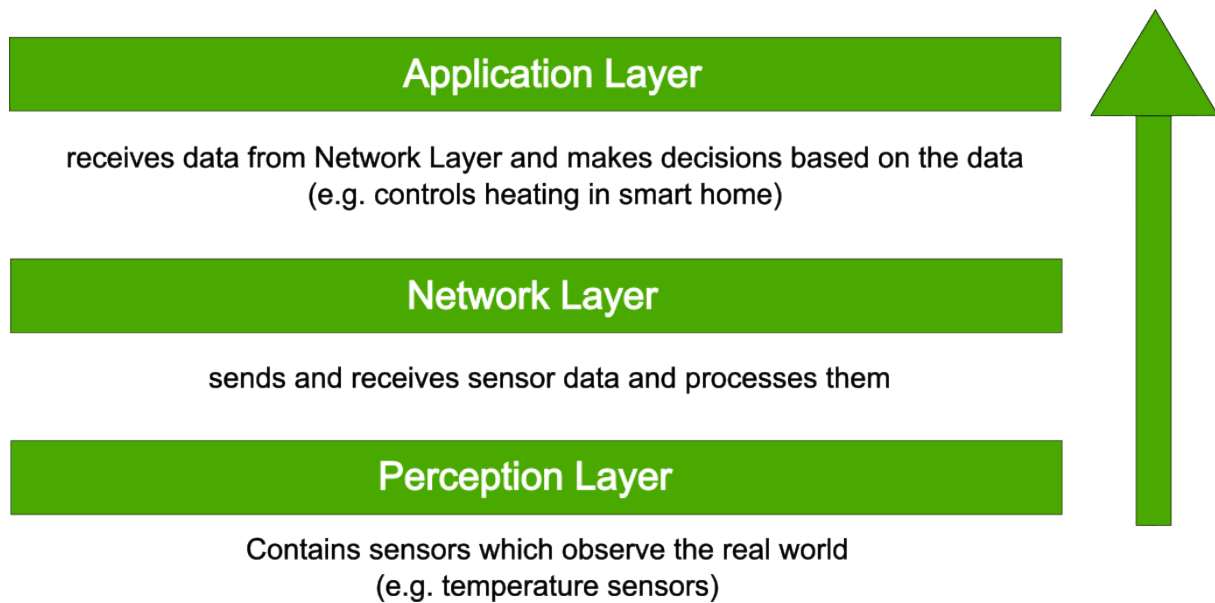 Application Layer
receives data from Network Layer and makes decisions based on the data
(e.g. controls heating in smart home)
Network Layer
sends and receives sensor data and processes them
Perception Layer
Contains sensors which observe the real world
(e.g. temperature sensors)